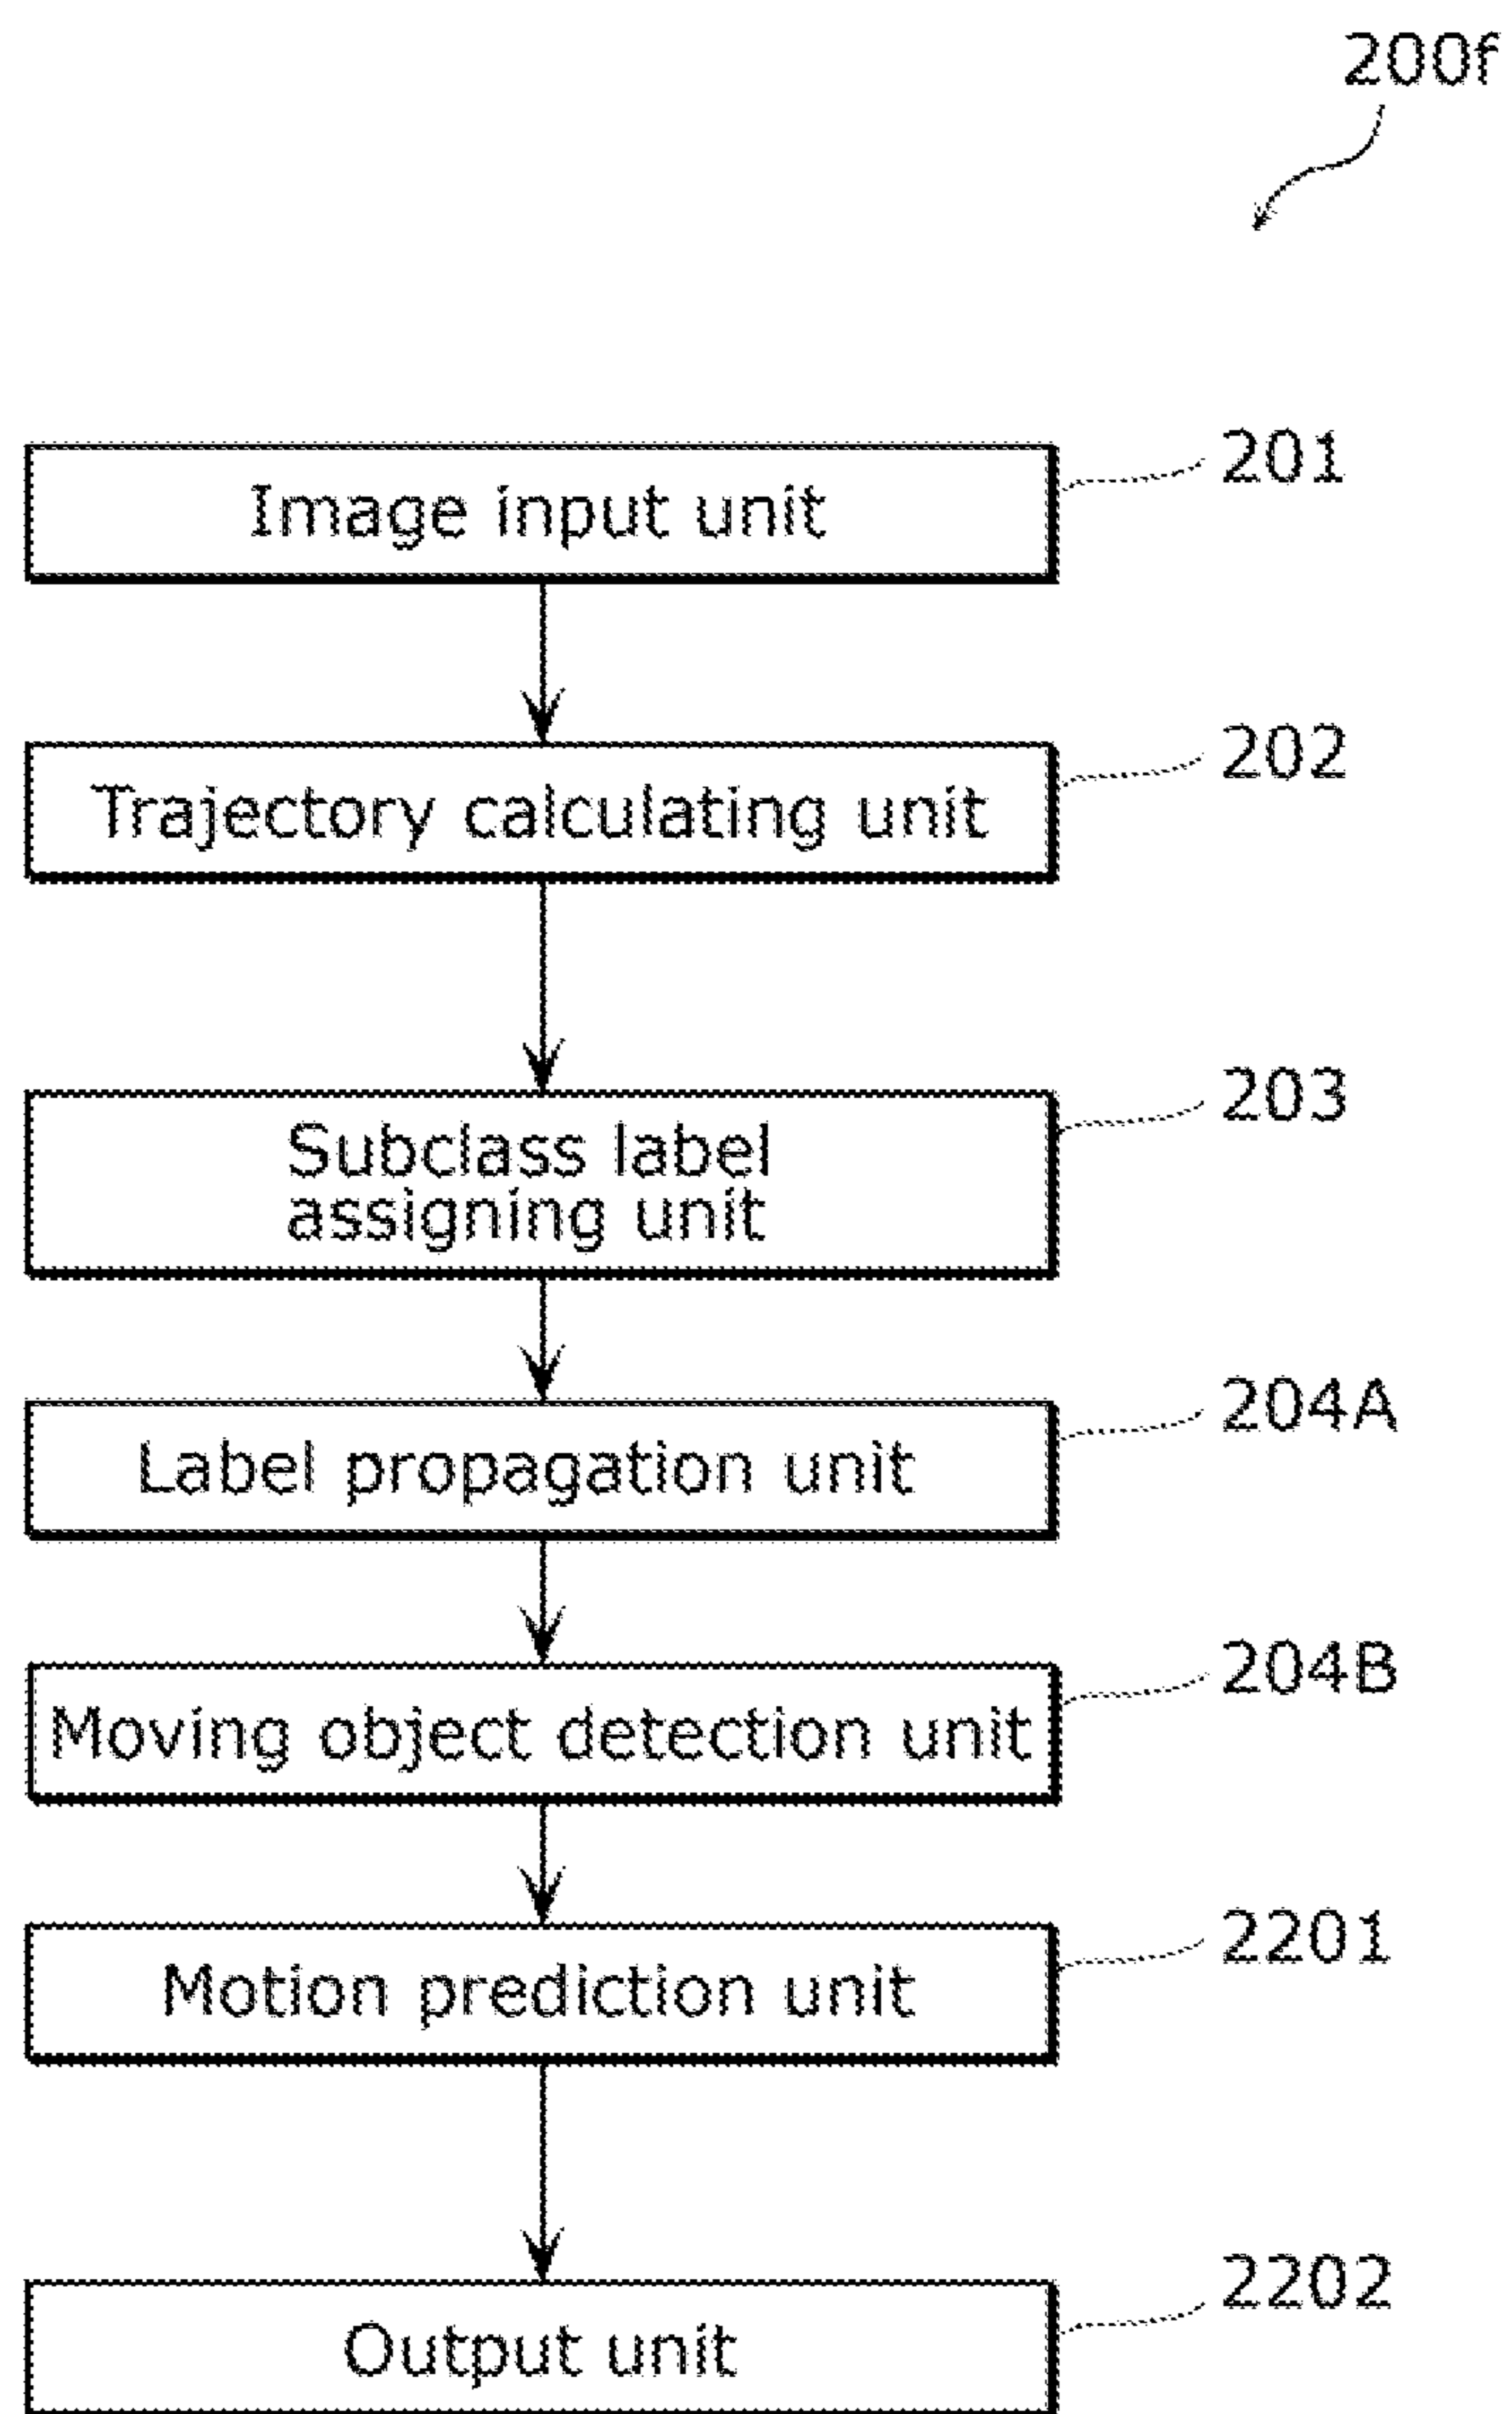 200f
Image input unit
201
Trajectory calculating unit
202
Subclass label
assigning unit
203
Label propagation unit
204A
Moving object detection unit
204B
Motion prediction unit
2201
Output unit
2202